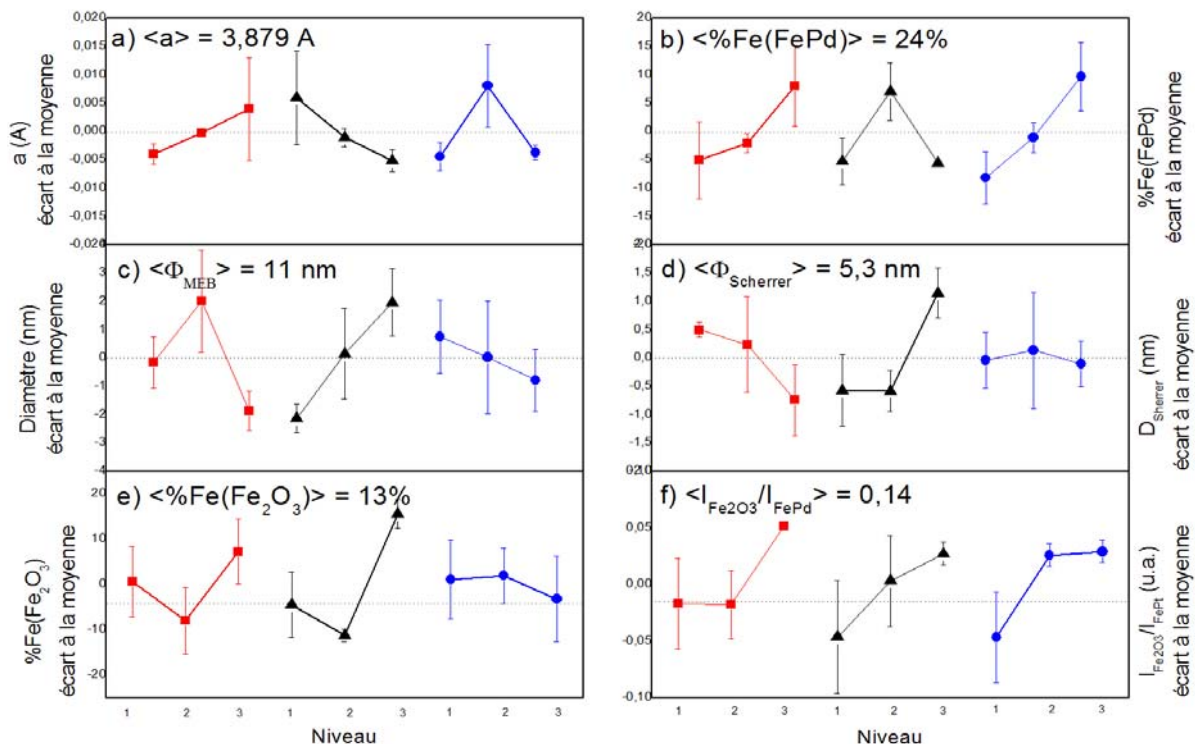 a) <a> = 3,879 A
0,020
0,015
0,010
0,005
0,000
-0,005
-0,010
-0,015
-0,020
a (A)
écart à la moyenne
b) <%Fe(FePd)> = 24%
20
15
10
5
0
-5
-10
-15
%Fe(FePd)
écart à la moyenne
c) <Φ_MEB> = 11 nm
3
2
1
0
-1
-2
-3
-4
Diamètre (nm)
écart à la moyenne
d) <Φ_Scherrer> = 5,3 nm
2,0
1,5
1,0
0,5
0,0
-0,5
-1,0
-1,5
D_Sherrer (nm)
écart à la moyenne
e) <%Fe(Fe₂O₃)> = 13%
20
10
0
-10
-20
%Fe(Fe₂O₃)
écart à la moyenne
f) <I_Fe2O3/I_FePd> = 0,14
0,05
0,00
-0,05
-0,10
I_Fe2O3/I_FePt (u.a.)
écart à la moyenne
1 2 3 1 2 3 1 2 3
Niveau
1 2 3 1 2 3 1 2 3
Niveau